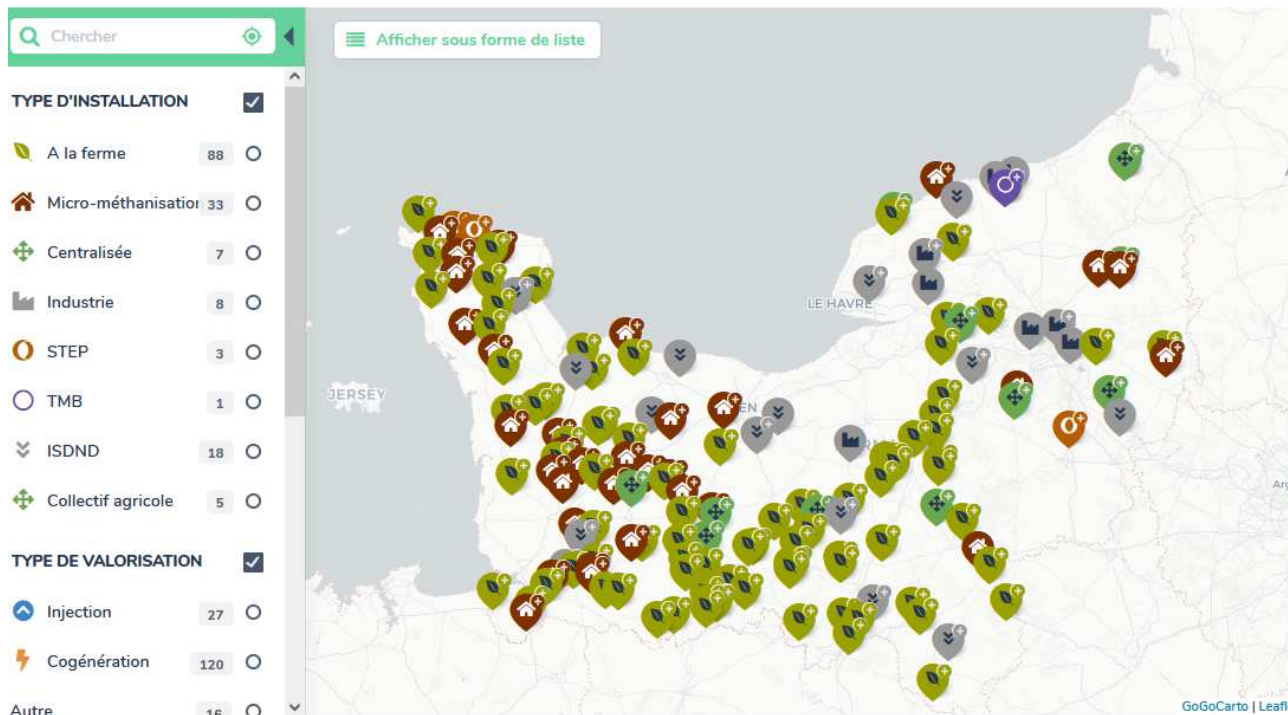 Chercher
Afficher sous forme de liste
TYPE D'INSTALLATION
A la ferme 88
Micro-méthanisation 33
Centralisée 7
Industrie 8
STEP 3
TMB 1
ISDND 18
Collectif agricole 5
TYPE DE VALORISATION
Injection 27
Cogénération 120
Autre 16
LE HAVRE
JERSEY
GoGoCarto | Leafl